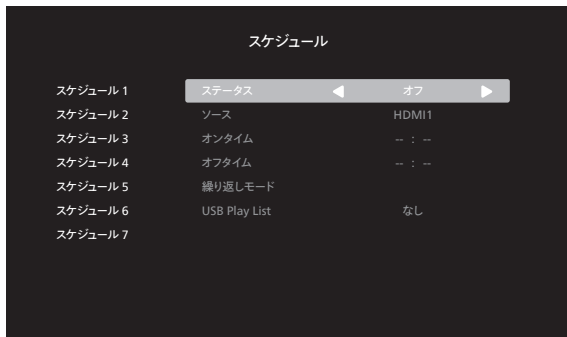 スケジュール
スケジュール 1 ステータス オフ
スケジュール 2 ソース HDMI1
スケジュール 3 オンタイム -- : --
スケジュール 4 オフタイム -- : --
スケジュール 5 繰り返しモード
スケジュール 6 USB Play List なし
スケジュール 7